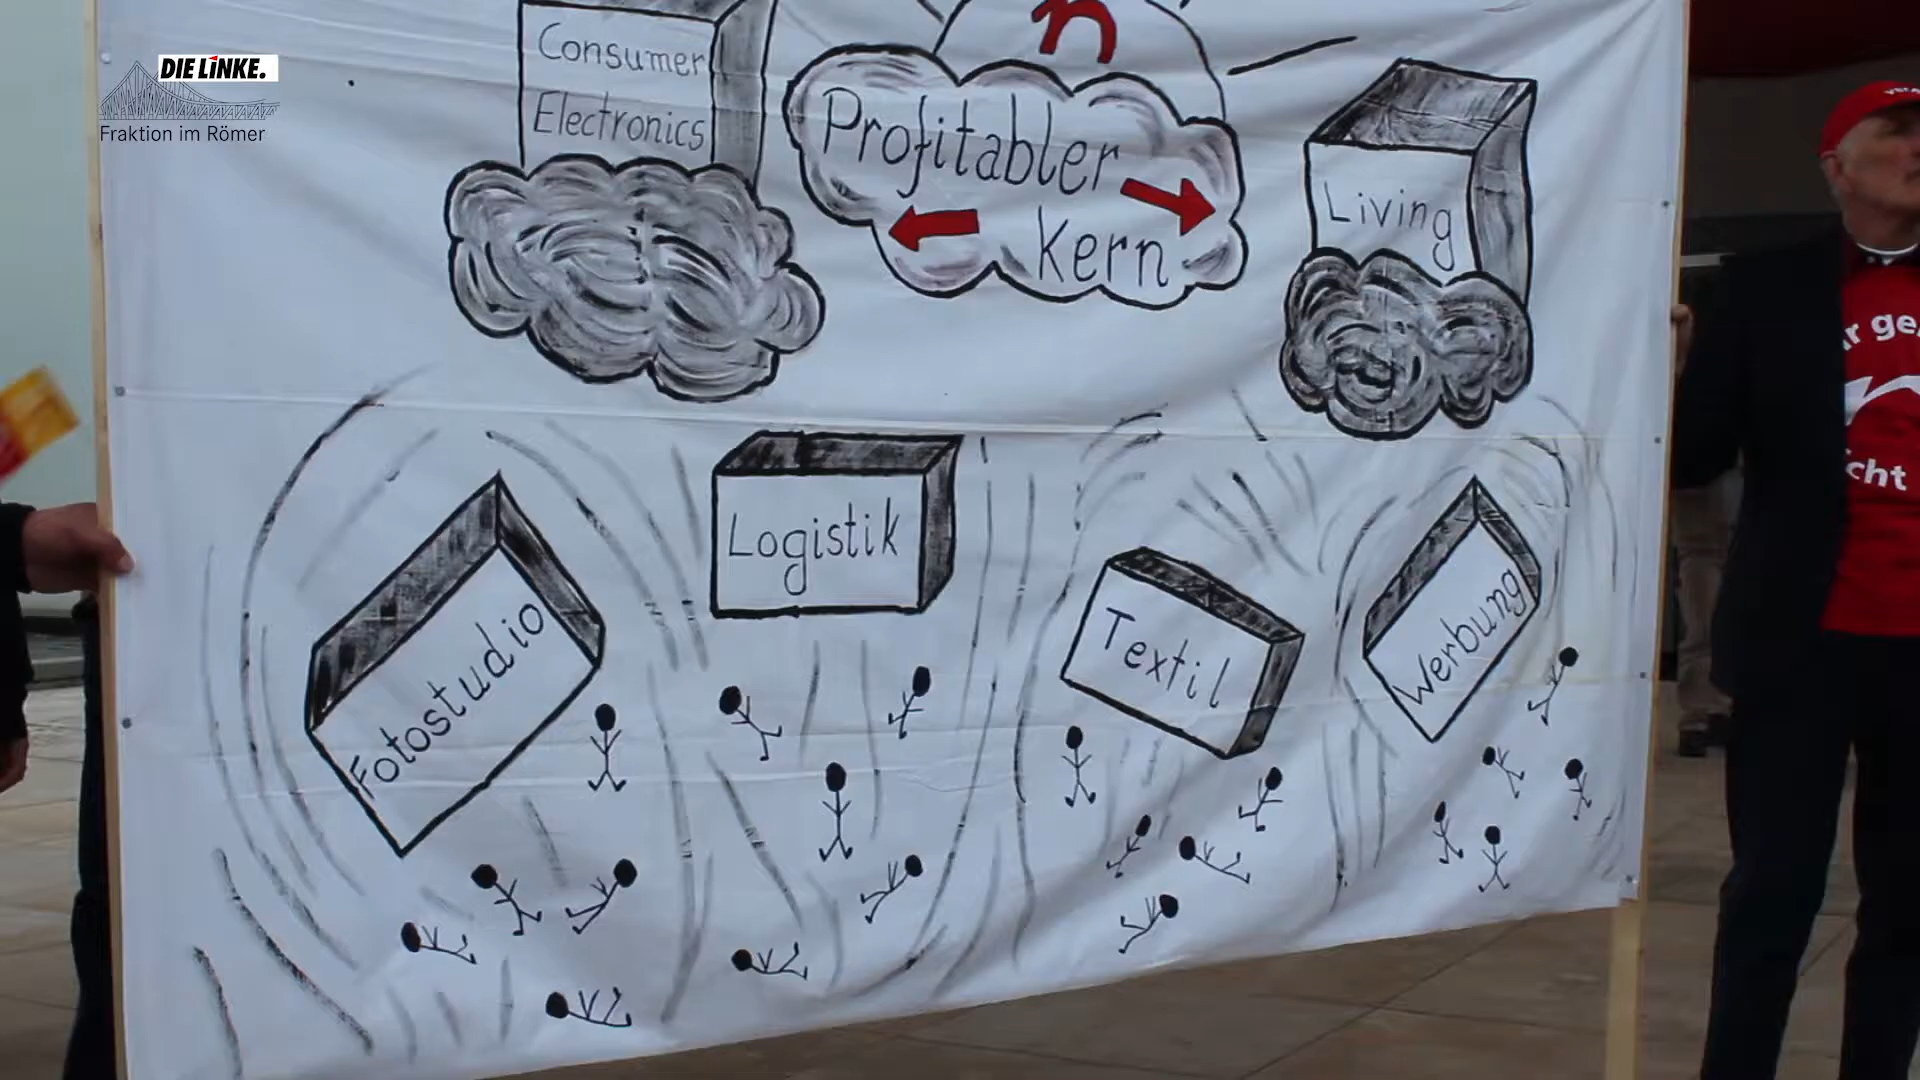 DIE LINKE.
Fraktion im Römer
Consumer
Electronics
n
Profitabler
Kern
Living
Logistik
Fotostudio
Textil
Werbung